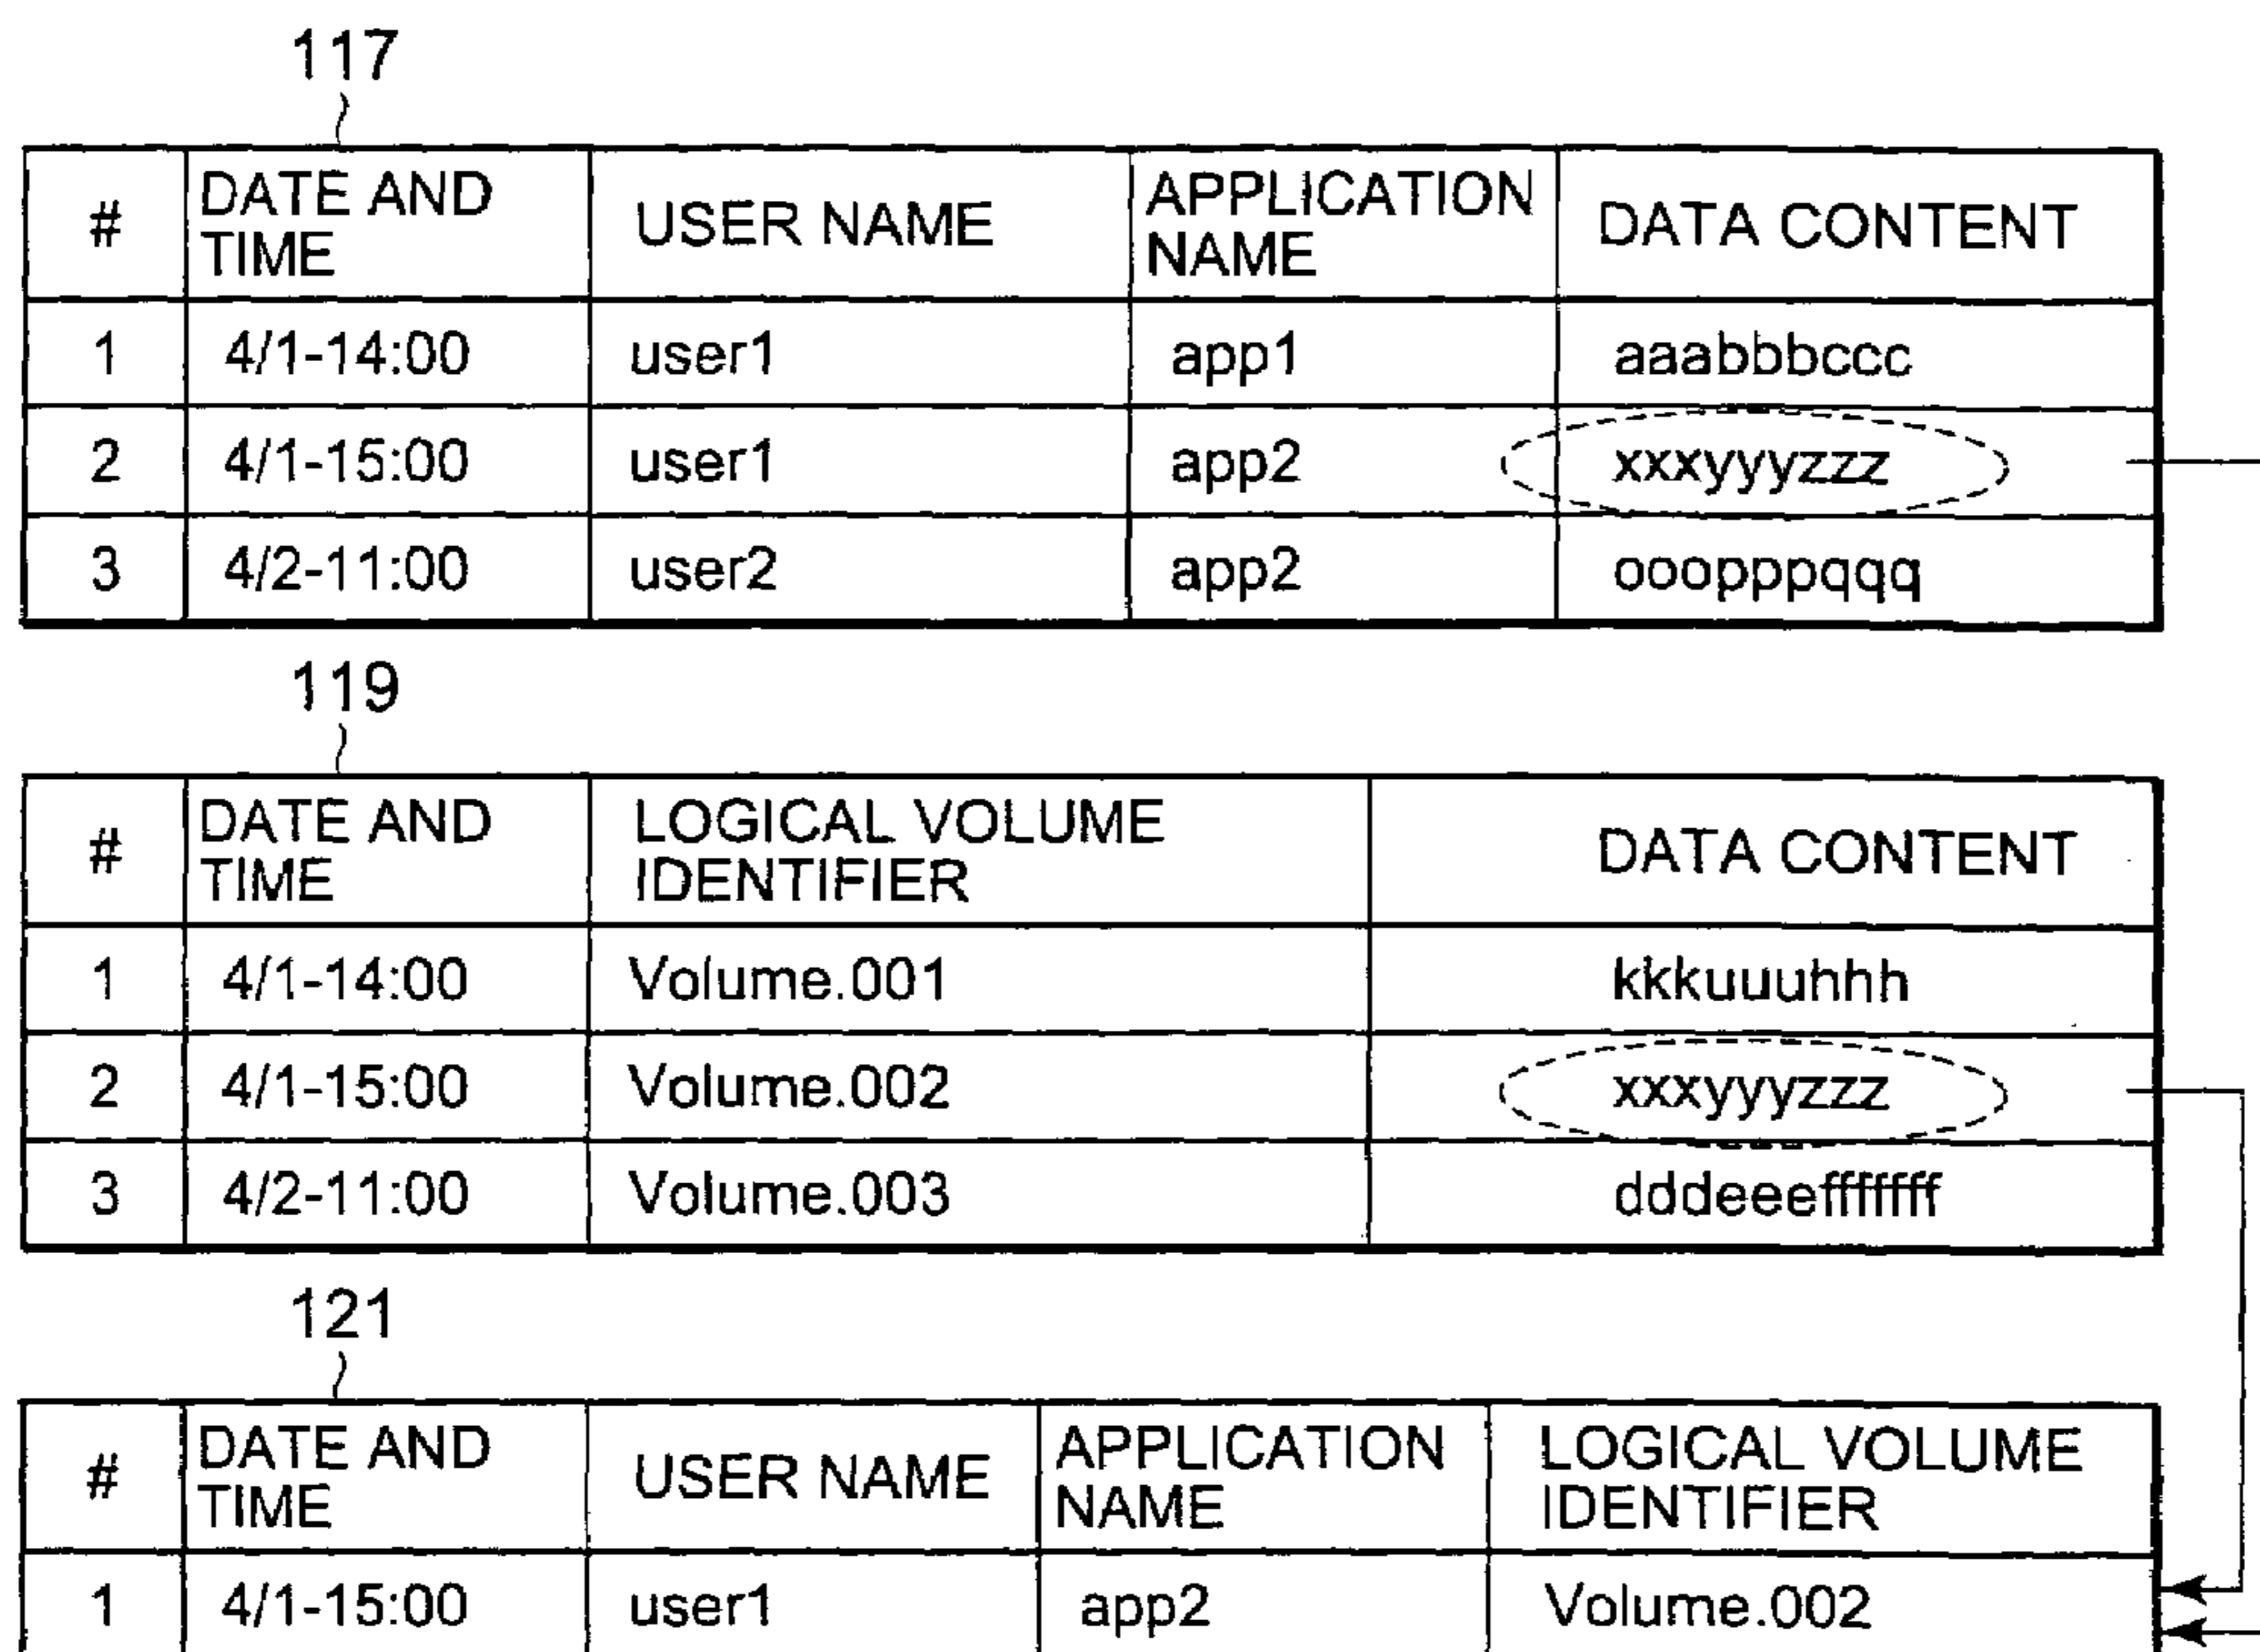 117
# DATE AND TIME USER NAME APPLICATION NAME DATA CONTENT
1 4/1-14:00 user1 app1 aaabbbccc
2 4/1-15:00 user1 app2 xxxyyyzzz
3 4/2-11:00 user2 app2 ooopppqqq
119
# DATE AND TIME LOGICAL VOLUME IDENTIFIER DATA CONTENT
1 4/1-14:00 Volume.001 kkkuuuhhh
2 4/1-15:00 Volume.002 xxxyyyzzz
3 4/2-11:00 Volume.003 dddeeefffffff
121
# DATE AND TIME USER NAME APPLICATION NAME LOGICAL VOLUME IDENTIFIER
1 4/1-15:00 user1 app2 Volume.002